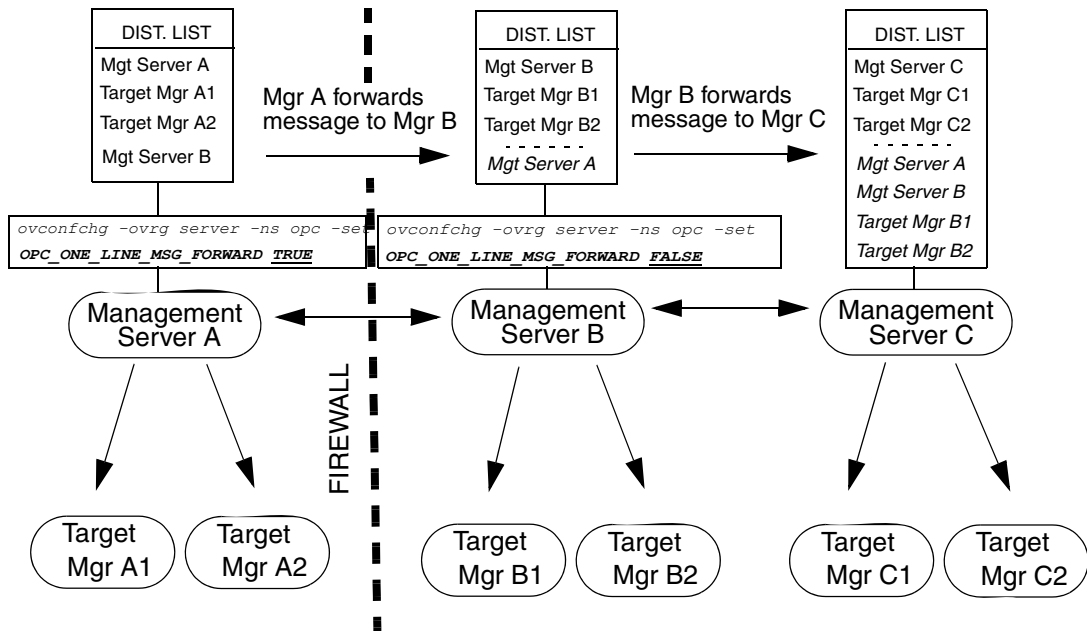 DIST. LIST
Mgt Server A
Target Mgr A1
Target Mgr A2
Mgt Server B
Mgr A forwards
message to Mgr B
DIST. LIST
Mgt Server B
Target Mgr B1
Target Mgr B2
Mgt Server A
Mgr B forwards
message to Mgr C
DIST. LIST
Mgt Server C
Target Mgr C1
Target Mgr C2
Mgt Server A
Mgt Server B
Target Mgr B1
Target Mgr B2
ovconfchg -ovrg server -ns opc -set
OPC_ONE_LINE_MSG_FORWARD TRUE
ovconfchg -ovrg server -ns opc -set
OPC_ONE_LINE_MSG_FORWARD FALSE
Management
Server A
Management
Server B
Management
Server C
FIREWALL
Target
Mgr A1
Target
Mgr A2
Target
Mgr B1
Target
Mgr B2
Target
Mgr C1
Target
Mgr C2